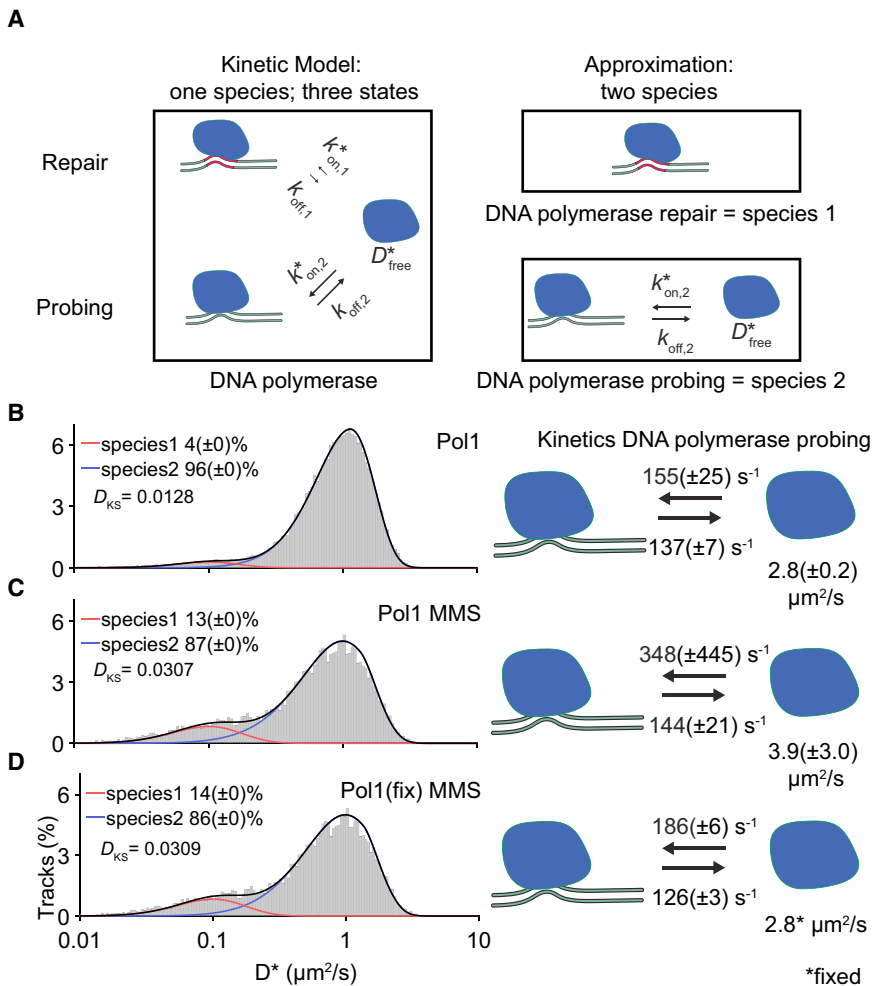 A
Kinetic Model:
one species; three states
Approximation:
two species
Repair
k*on,1
koff,1
D*free
k*on,2
koff,2
Probing
DNA polymerase
DNA polymerase repair = species 1
k*on,2
koff,2
D*free
DNA polymerase probing = species 2
B
6
3
0
species1 4(±0)%
species2 96(±0)%
DKS= 0.0128
Pol1
Kinetics DNA polymerase probing
155(±25) s-1
137(±7) s-1
2.8(±0.2)
µm2/s
C
6
3
0
species1 13(±0)%
species2 87(±0)%
DKS= 0.0307
Pol1 MMS
348(±445) s-1
144(±21) s-1
3.9(±3.0)
µm2/s
D
6
3
0
Tracks (%)
species1 14(±0)%
species2 86(±0)%
DKS= 0.0309
Pol1(fix) MMS
186(±6) s-1
126(±3) s-1
2.8* µm2/s
0.01 0.1 1 10
D* (µm2/s)
*fixed